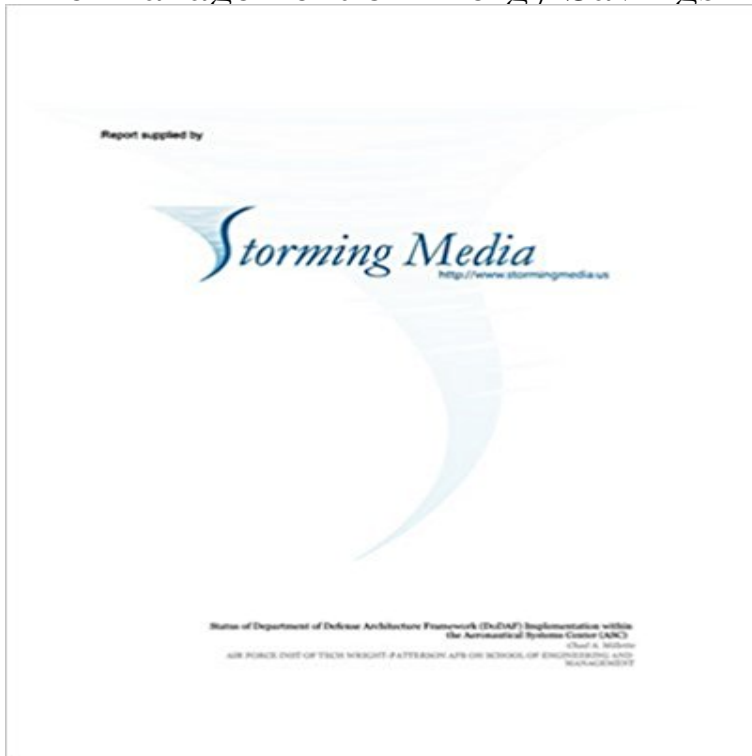 Report supplied by
Storming Media
http://www.stormingmedia.us
Status of Department of Defense Architecture Framework (DoDAF) Implementation within
the Aeronautical Systems Center (ASC)
Chad A. Millette
AIR FORCE INST OF TECH WRIGHT-PATTERSON AFB OH SCHOOL OF ENGINEERING AND
MANAGEMENT